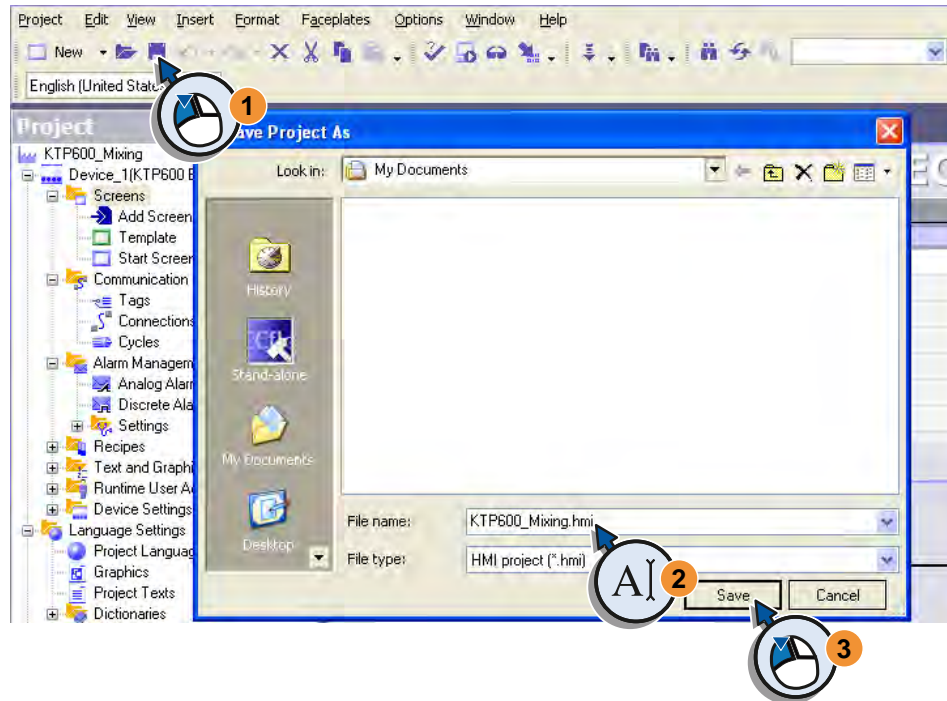 Project Edit View Insert Format Faceplates Options Window Help
New
English (United Stat
1
Project
ave Project As
KTP600_Mixing
Device_1(KTP600 B
Screens
Add Screen
Template
Start Screen
Communication
Tags
Connections
Cycles
Alarm Managem
Analog Alarm
Discrete Ala
Settings
Recipes
Text and Graphi
Runtime User A
Device Settings
Language Settings
Project Languag
Graphics
Project Texts
Dictionaries
Look in: My Documents
History
Stand-alone
My Documents
Desktop
File name: KTP600_Mixing.hmi
File type: HMI project (*.hmi)
A
2
Save Cancel
3